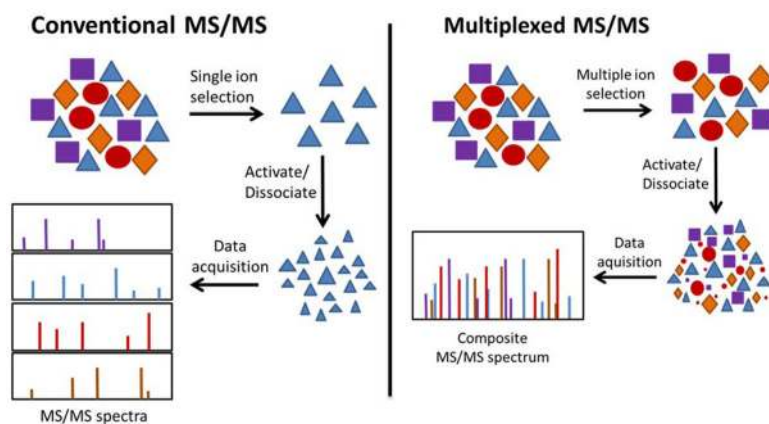 Conventional MS/MS
Single ion
selection
Activate/
Dissociate
Data
acquisition
MS/MS spectra
Multiplexed MS/MS
Multiple ion
selection
Activate/
Dissociate
Data
acquisition
Composite
MS/MS spectrum